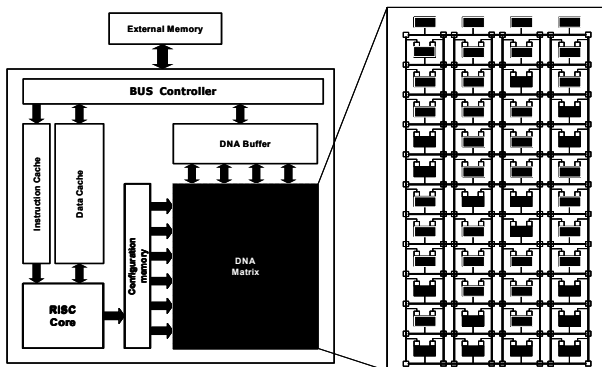 External Memory
BUS Controller
DNA Buffer
Instruction Cache
Data Cache
Configuration
memory
DNA
Matrix
RISC
Core